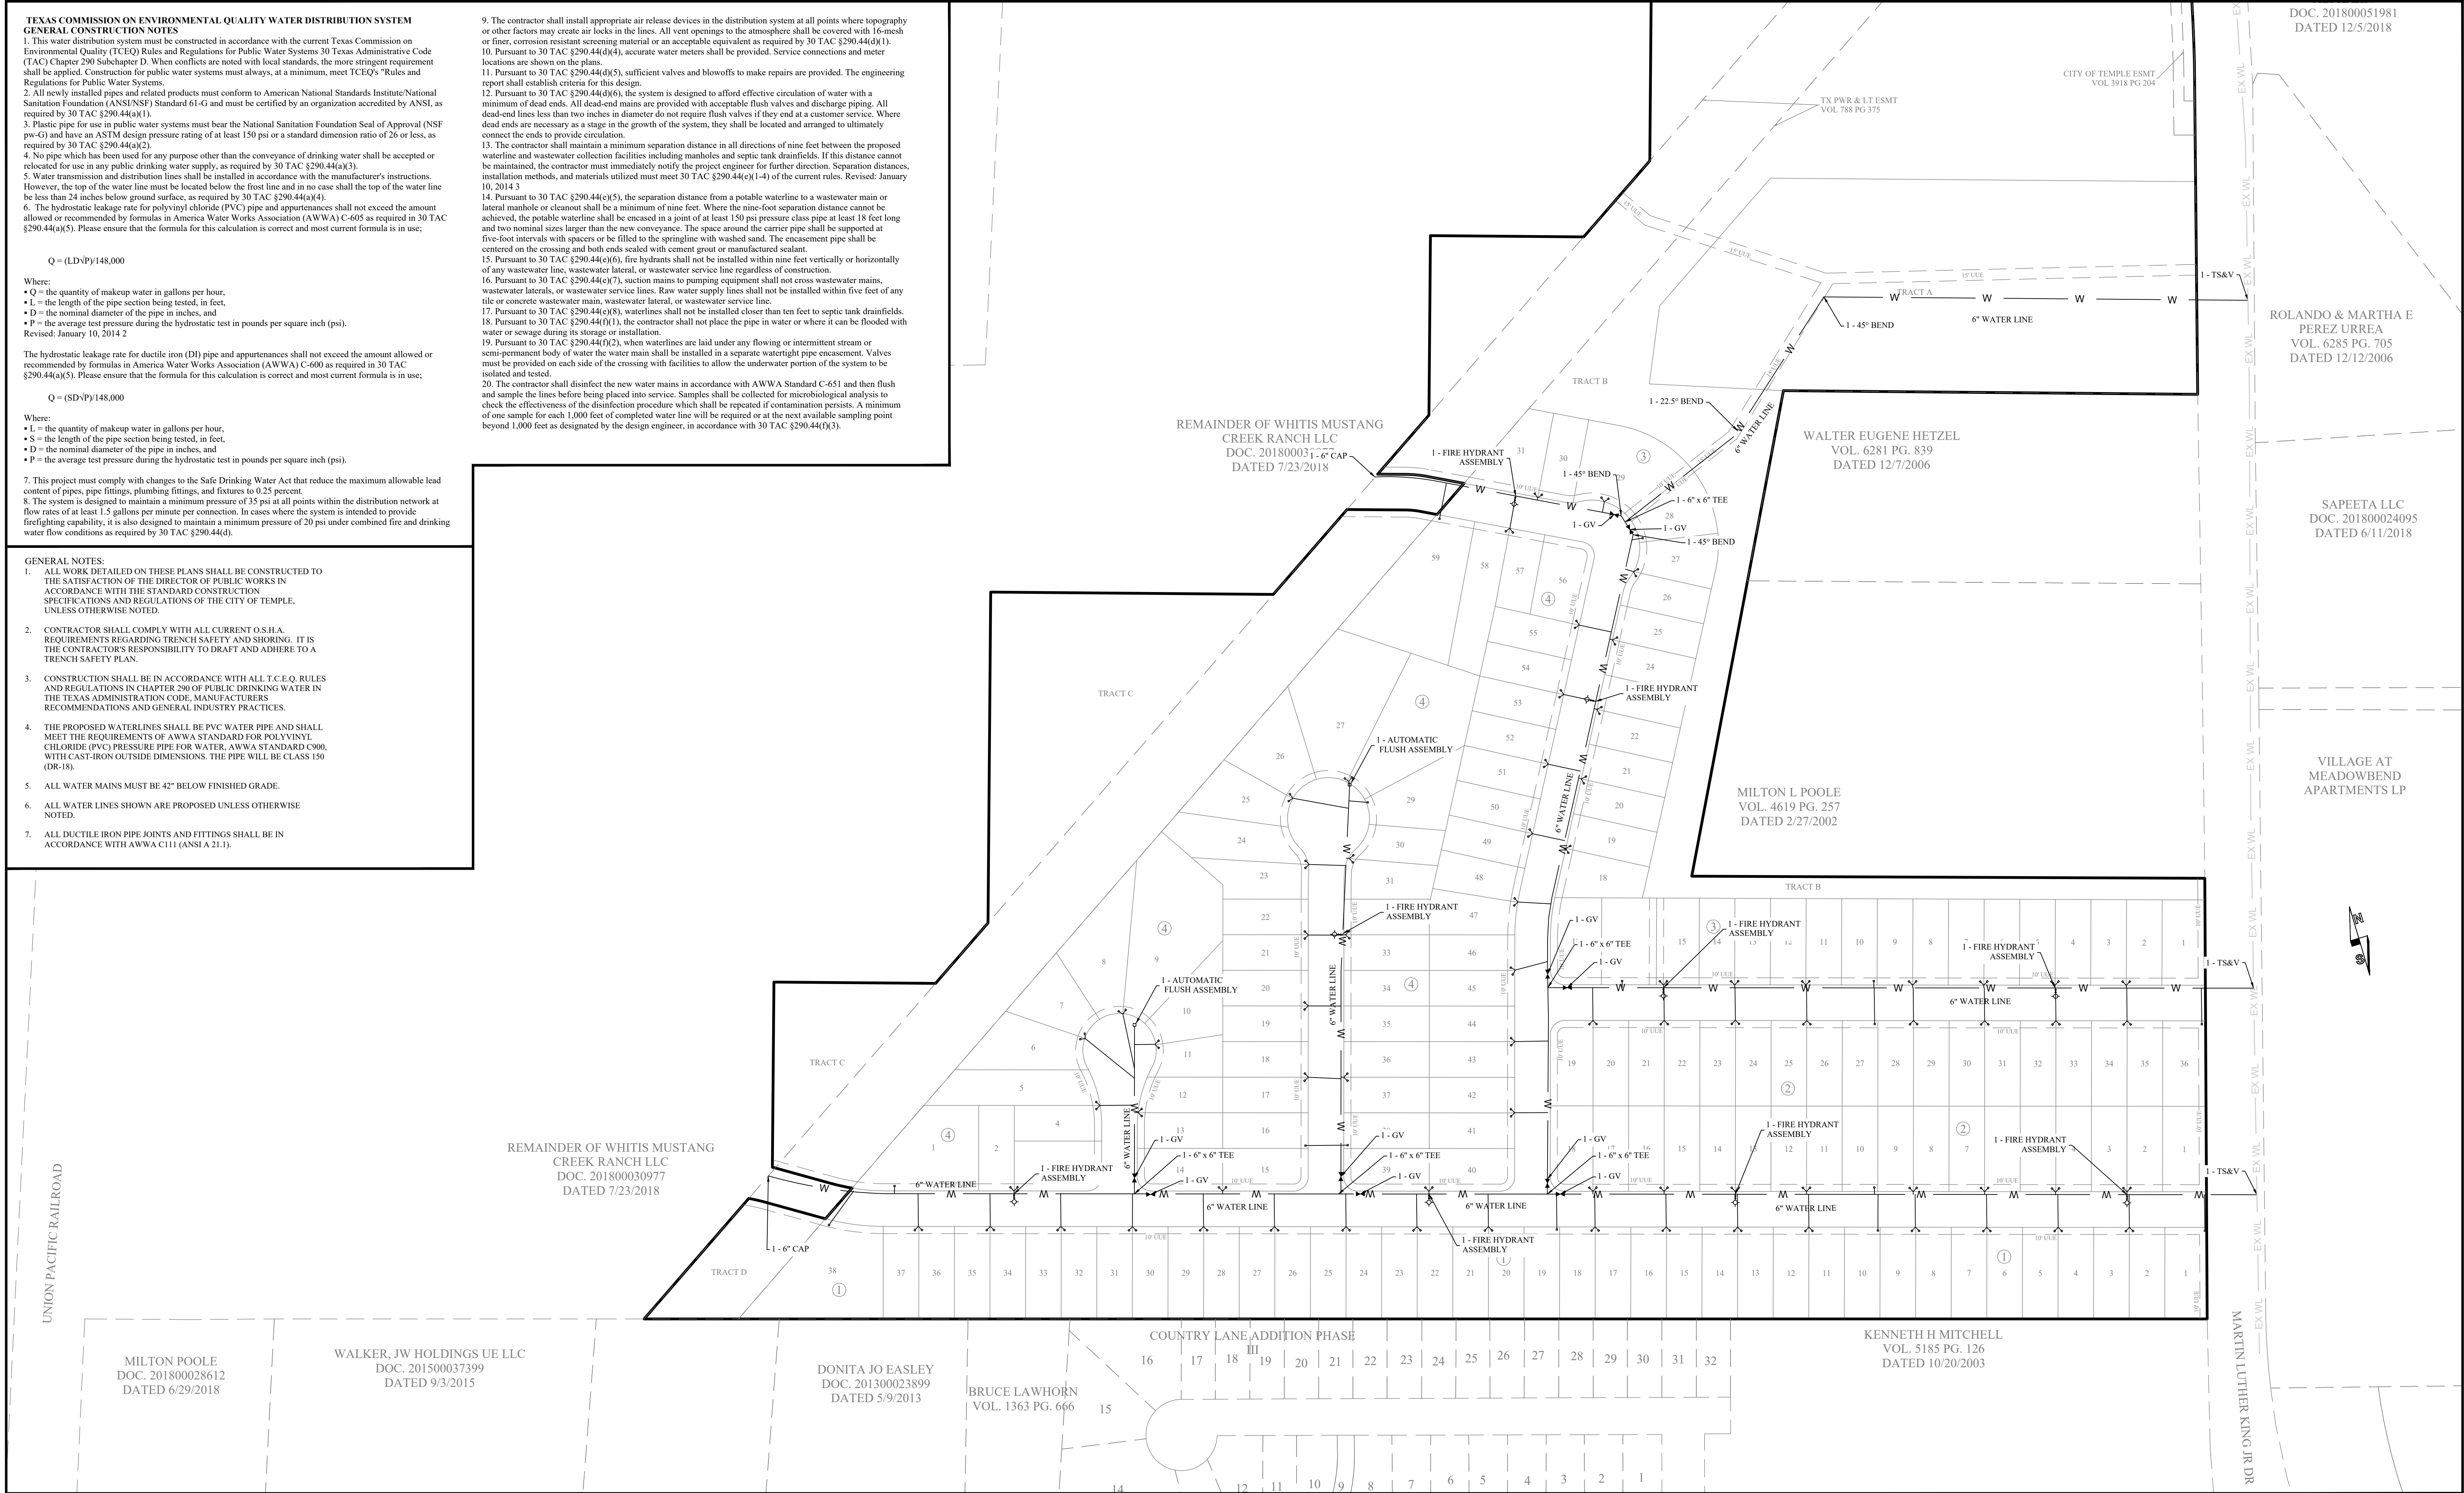 TEXAS COMMISSION ON ENVIRONMENTAL QUALITY WATER DISTRIBUTION SYSTEM
GENERAL CONSTRUCTION NOTES
1. This water distribution system must be constructed in accordance with the current Texas Commission on
Environmental Quality (TCEQ) Rules and Regulations for Public Water Systems 30 Texas Administrative Code
(TAC) Chapter 290 Subchapter D. When conflicts are noted with local standards, the more stringent requirement
shall be applied. Construction for public water systems must always, at a minimum, meet TCEQ's "Rules and
Regulations for Public Water Systems.
2. All newly installed pipes and related products must conform to American National Standards Institute/National
Sanitation Foundation (ANSI/NSF) Standard 61-G and must be certified by an organization accredited by ANSI, as
required by 30 TAC §290.44(a)(1).
3. Plastic pipe for use in public water systems must bear the National Sanitation Foundation Seal of Approval (NSF
pw-G) and have an ASTM design pressure rating of at least 150 psi or a standard dimension ratio of 26 or less, as
required by 30 TAC §290.44(a)(2).
4. No pipe which has been used for any purpose other than the conveyance of drinking water shall be accepted or
relocated for use in any public drinking water supply, as required by 30 TAC §290.44(a)(3).
5. Water transmission and distribution lines shall be installed in accordance with the manufacturer's instructions.
However, the top of the water line must be located below the frost line and in no case shall the top of the water line
be less than 24 inches below ground surface, as required by 30 TAC §290.44(a)(4).
6. The hydrostatic leakage rate for polyvinyl chloride (PVC) pipe and appurtenances shall not exceed the amount
allowed or recommended by formulas in America Water Works Association (AWWA) C-605 as required in 30 TAC
§290.44(a)(5). Please ensure that the formula for this calculation is correct and most current formula is in use;
Q = (LD√P)/148,000
Where:
▪ Q = the quantity of makeup water in gallons per hour,
▪ L = the length of the pipe section being tested, in feet,
▪ D = the nominal diameter of the pipe in inches, and
▪ P = the average test pressure during the hydrostatic test in pounds per square inch (psi).
Revised: January 10, 2014 2
The hydrostatic leakage rate for ductile iron (DI) pipe and appurtenances shall not exceed the amount allowed or
recommended by formulas in America Water Works Association (AWWA) C-600 as required in 30 TAC
§290.44(a)(5). Please ensure that the formula for this calculation is correct and most current formula is in use;
Q = (SD√P)/148,000
Where:
▪ L = the quantity of makeup water in gallons per hour,
▪ S = the length of the pipe section being tested, in feet,
▪ D = the nominal diameter of the pipe in inches, and
▪ P = the average test pressure during the hydrostatic test in pounds per square inch (psi).
7. This project must comply with changes to the Safe Drinking Water Act that reduce the maximum allowable lead
content of pipes, pipe fittings, plumbing fittings, and fixtures to 0.25 percent.
8. The system is designed to maintain a minimum pressure of 35 psi at all points within the distribution network at
flow rates of at least 1.5 gallons per minute per connection. In cases where the system is intended to provide
firefighting capability, it is also designed to maintain a minimum pressure of 20 psi under combined fire and drinking
water flow conditions as required by 30 TAC §290.44(d).
9. The contractor shall install appropriate air release devices in the distribution system at all points where topography
or other factors may create air locks in the lines. All vent openings to the atmosphere shall be covered with 16-mesh
or finer, corrosion resistant screening material or an acceptable equivalent as required by 30 TAC §290.44(d)(1).
10. Pursuant to 30 TAC §290.44(d)(4), accurate water meters shall be provided. Service connections and meter
locations are shown on the plans.
11. Pursuant to 30 TAC §290.44(d)(5), sufficient valves and blowoffs to make repairs are provided. The engineering
report shall establish criteria for this design.
12. Pursuant to 30 TAC §290.44(d)(6), the system is designed to afford effective circulation of water with a
minimum of dead ends. All dead-end mains are provided with acceptable flush valves and discharge piping. All
dead-end lines less than two inches in diameter do not require flush valves if they end at a customer service. Where
dead ends are necessary as a stage in the growth of the system, they shall be located and arranged to ultimately
connect the ends to provide circulation.
13. The contractor shall maintain a minimum separation distance in all directions of nine feet between the proposed
waterline and wastewater collection facilities including manholes and septic tank drainfields. If this distance cannot
be maintained, the contractor must immediately notify the project engineer for further direction. Separation distances,
installation methods, and materials utilized must meet 30 TAC §290.44(e)(1-4) of the current rules. Revised: January
10, 2014 3
14. Pursuant to 30 TAC §290.44(e)(5), the separation distance from a potable waterline to a wastewater main or
lateral manhole or cleanout shall be a minimum of nine feet. Where the nine-foot separation distance cannot be
achieved, the potable waterline shall be encased in a joint of at least 150 psi pressure class pipe at least 18 feet long
and two nominal sizes larger than the new conveyance. The space around the carrier pipe shall be supported at
five-foot intervals with spacers or be filled to the springline with washed sand. The encasement pipe shall be
centered on the crossing and both ends sealed with cement grout or manufactured sealant.
15. Pursuant to 30 TAC §290.44(e)(6), fire hydrants shall not be installed within nine feet vertically or horizontally
of any wastewater line, wastewater lateral, or wastewater service line regardless of construction.
16. Pursuant to 30 TAC §290.44(e)(7), suction mains to pumping equipment shall not cross wastewater mains,
wastewater laterals, or wastewater service lines. Raw water supply lines shall not be installed within five feet of any
tile or concrete wastewater main, wastewater lateral, or wastewater service line.
17. Pursuant to 30 TAC §290.44(e)(8), waterlines shall not be installed closer than ten feet to septic tank drainfields.
18. Pursuant to 30 TAC §290.44(f)(1), the contractor shall not place the pipe in water or where it can be flooded with
water or sewage during its storage or installation.
19. Pursuant to 30 TAC §290.44(f)(2), when waterlines are laid under any flowing or intermittent stream or
semi-permanent body of water the water main shall be installed in a separate watertight pipe encasement. Valves
must be provided on each side of the crossing with facilities to allow the underwater portion of the system to be
isolated and tested.
20. The contractor shall disinfect the new water mains in accordance with AWWA Standard C-651 and then flush
and sample the lines before being placed into service. Samples shall be collected for microbiological analysis to
check the effectiveness of the disinfection procedure which shall be repeated if contamination persists. A minimum
of one sample for each 1,000 feet of completed water line will be required or at the next available sampling point
beyond 1,000 feet as designated by the design engineer, in accordance with 30 TAC §290.44(f)(3).
GENERAL NOTES:
1. ALL WORK DETAILED ON THESE PLANS SHALL BE CONSTRUCTED TO
THE SATISFACTION OF THE DIRECTOR OF PUBLIC WORKS IN
ACCORDANCE WITH THE STANDARD CONSTRUCTION
SPECIFICATIONS AND REGULATIONS OF THE CITY OF TEMPLE,
UNLESS OTHERWISE NOTED.
2. CONTRACTOR SHALL COMPLY WITH ALL CURRENT O.S.H.A.
REQUIREMENTS REGARDING TRENCH SAFETY AND SHORING. IT IS
THE CONTRACTOR'S RESPONSIBILITY TO DRAFT AND ADHERE TO A
TRENCH SAFETY PLAN.
3. CONSTRUCTION SHALL BE IN ACCORDANCE WITH ALL T.C.E.Q. RULES
AND REGULATIONS IN CHAPTER 290 OF PUBLIC DRINKING WATER IN
THE TEXAS ADMINISTRATION CODE, MANUFACTURERS
RECOMMENDATIONS AND GENERAL INDUSTRY PRACTICES.
4. THE PROPOSED WATERLINES SHALL BE PVC WATER PIPE AND SHALL
MEET THE REQUIREMENTS OF AWWA STANDARD FOR POLYVINYL
CHLORIDE (PVC) PRESSURE PIPE FOR WATER, AWWA STANDARD C900,
WITH CAST-IRON OUTSIDE DIMENSIONS. THE PIPE WILL BE CLASS 150
(DR-18).
5. ALL WATER MAINS MUST BE 42" BELOW FINISHED GRADE.
6. ALL WATER LINES SHOWN ARE PROPOSED UNLESS OTHERWISE
NOTED.
7. ALL DUCTILE IRON PIPE JOINTS AND FITTINGS SHALL BE IN
ACCORDANCE WITH AWWA C111 (ANSI A 21.1).
DOC. 201800051981
DATED 12/5/2018
CITY OF TEMPLE ESMT
VOL 3918 PG 204
TX PWR & LT ESMT
VOL 788 PG 375
15' UUE
1 - TS&V
TRACT A
6" WATER LINE
1 - 45° BEND
ROLANDO & MARTHA E
PEREZ URREA
VOL. 6285 PG. 705
DATED 12/12/2006
TRACT B
1 - 22.5° BEND
6" WATER LINE
WALTER EUGENE HETZEL
VOL. 6281 PG. 839
DATED 12/7/2006
REMAINDER OF WHITIS MUSTANG
CREEK RANCH LLC
DATED 7/23/2018
1 - 6" CAP
1 - FIRE HYDRANT
ASSEMBLY
1 - 45° BEND
1 - 6" x 6" TEE
1 - GV
1 - GV
1 - 45° BEND
SAPEETA LLC
DOC. 201800024095
DATED 6/11/2018
TRACT C
1 - FIRE HYDRANT
ASSEMBLY
1 - AUTOMATIC
FLUSH ASSEMBLY
6" WATER LINE
MILTON L POOLE
VOL. 4619 PG. 257
DATED 2/27/2002
VILLAGE AT
MEADOWBEND
APARTMENTS LP
TRACT B
1 - FIRE HYDRANT
ASSEMBLY
1 - GV
1 - 6" x 6" TEE
1 - GV
1 - FIRE HYDRANT
ASSEMBLY
1 - FIRE HYDRANT
ASSEMBLY
1 - TS&V
6" WATER LINE
1 - AUTOMATIC
FLUSH ASSEMBLY
6" WATER LINE
TRACT C
REMAINDER OF WHITIS MUSTANG
CREEK RANCH LLC
DOC. 201800030977
DATED 7/23/2018
6" WATER LINE
1 - GV
1 - 6" x 6" TEE
1 - GV
1 - GV
1 - 6" x 6" TEE
1 - GV
1 - GV
1 - 6" x 6" TEE
1 - GV
1 - FIRE HYDRANT
ASSEMBLY
1 - FIRE HYDRANT
ASSEMBLY
1 - FIRE HYDRANT
ASSEMBLY
1 - TS&V
6" WATER LINE
6" WATER LINE
6" WATER LINE
6" WATER LINE
1 - FIRE HYDRANT
ASSEMBLY
1 - 6" CAP
TRACT D
38 37 36 35 34 33 32 31 30 29 28 27 26 25 24 23 22 21 20 19 18 17 16 15 14 13 12 11 10 9 8 7 6 5 4 3 2 1
UNION PACIFIC RAILROAD
MILTON POOLE
DOC. 201800028612
DATED 6/29/2018
WALKER, JW HOLDINGS UE LLC
DOC. 201500037399
DATED 9/3/2015
DONITA JO EASLEY
DOC. 201300023899
DATED 5/9/2013
BRUCE LAWHORN
VOL. 1363 PG. 666
COUNTRY LANE ADDITION PHASE
III
16 17 18 19 20 21 22 23 24 25 26 27 28 29 30 31 32
15
14 12 11 10 9 8 7 6 5 4 3 2 1
KENNETH H MITCHELL
VOL. 5185 PG. 126
DATED 10/20/2003
MARTIN LUTHER KING JR DR
EX WL
N
S